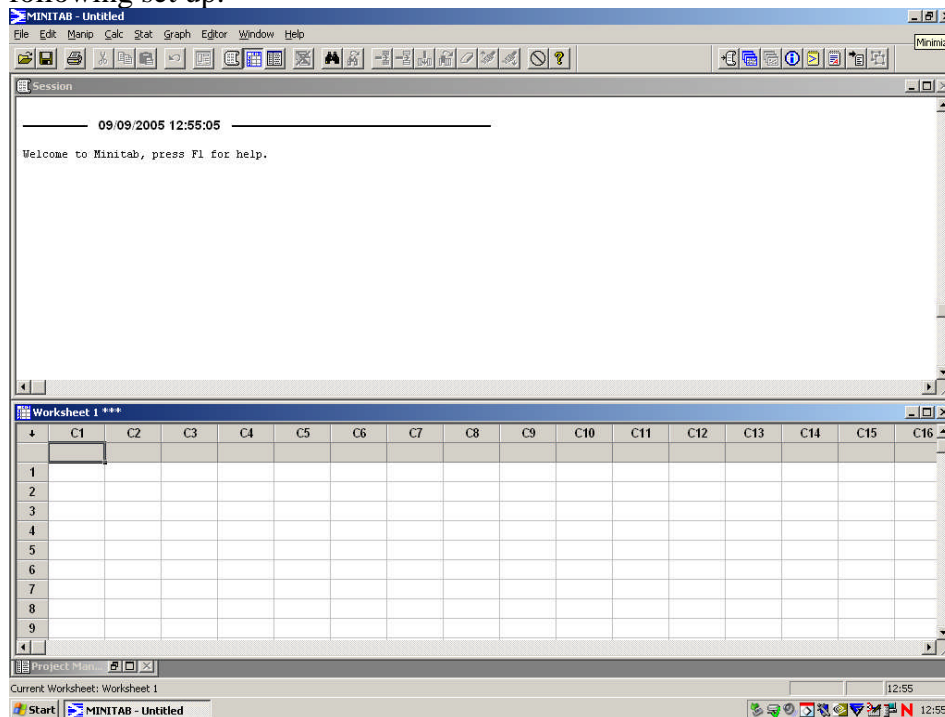 following set up:
MINITAB - Untitled
File Edit Manip Calc Stat Graph Editor Window Help
Session
09/09/2005 12:55:05
Welcome to Minitab, press F1 for help.
Worksheet 1 ***
C1 C2 C3 C4 C5 C6 C7 C8 C9 C10 C11 C12 C13 C14 C15 C16
1
2
3
4
5
6
7
8
9
Project Man...
Current Worksheet: Worksheet 1 12:55
Start MINITAB - Untitled